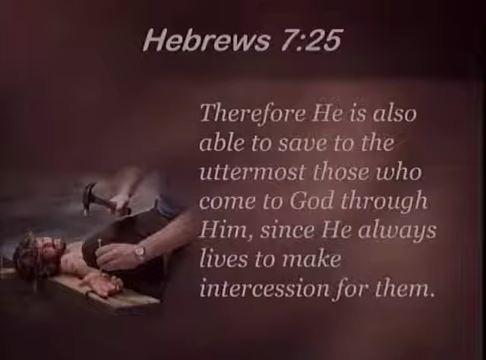 Hebrews 7:25
Therefore He is also
able to save to the
uttermost those who
come to God through
Him, since He always
lives to make
intercession for them.